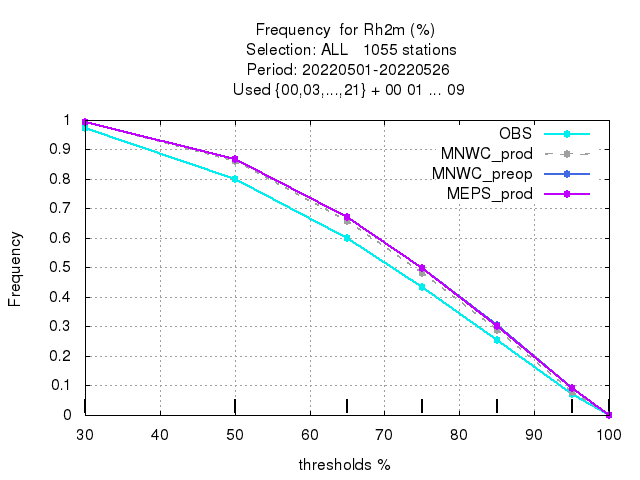 Frequency  for Rh2m (%)
Selection: ALL   1055 stations
Period: 20220501-20220526
Used {00,03,...,21} + 00 01 ... 09
OBS
MNWC_prod
MNWC_preop
MEPS_prod
Frequency
1
0.9
0.8
0.7
0.6
0.5
0.4
0.3
0.2
0.1
0
30 40 50 60 70 80 90 100
thresholds %